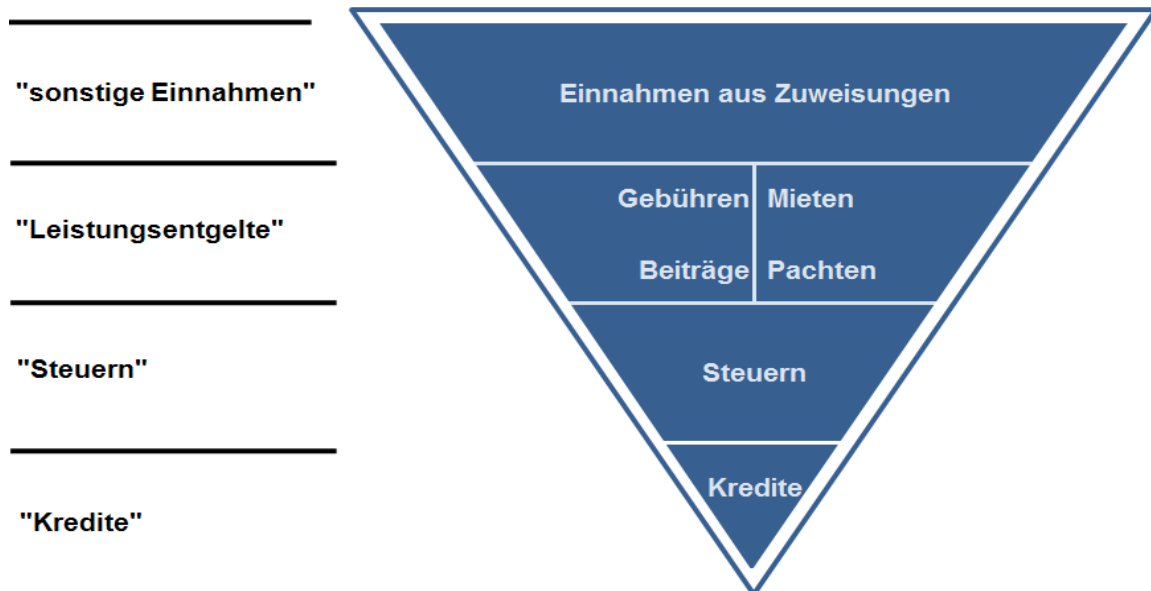 "sonstige Einnahmen"
Einnahmen aus Zuweisungen
"Leistungsentgelte"
Gebühren Mieten
Beiträge Pachten
"Steuern"
Steuern
"Kredite"
Kredite